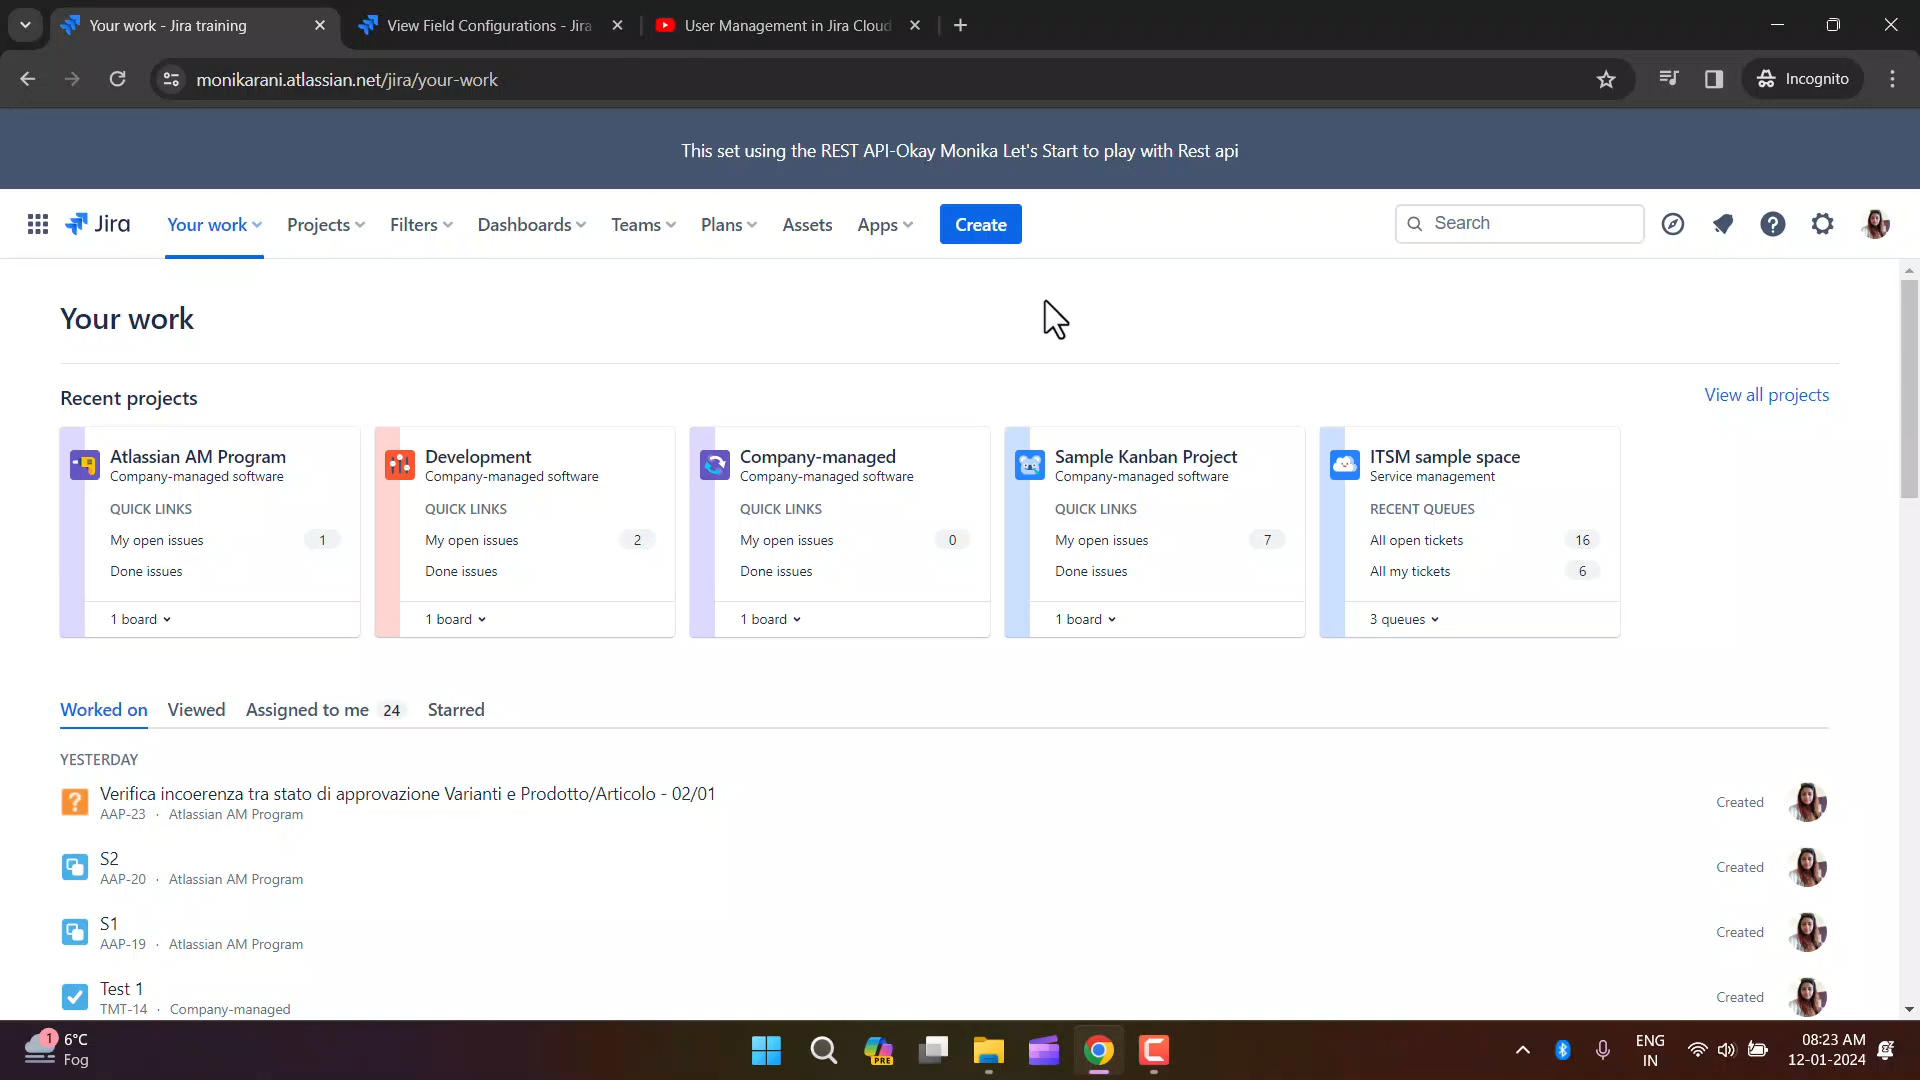 Your work - Jira training
View Field Configurations - Jira
User Management in Jira Cloud
monikarani.atlassian.net/jira/your-work
Incognito
This set using the REST API-Okay Monika Let's Start to play with Rest api
Jira
Your work
Projects
Filters
Dashboards
Teams
Plans
Assets
Apps
Create
Search
Your work
Recent projects
View all projects
Atlassian AM Program
Company-managed software
QUICK LINKS
My open issues 1
Done issues
1 board
Development
Company-managed software
QUICK LINKS
My open issues 2
Done issues
1 board
Company-managed
Company-managed software
QUICK LINKS
My open issues 0
Done issues
1 board
Sample Kanban Project
Company-managed software
QUICK LINKS
My open issues 7
Done issues
1 board
ITSM sample space
Service management
RECENT QUEUES
All open tickets 16
All my tickets 6
3 queues
Worked on
Viewed
Assigned to me 24
Starred
YESTERDAY
Verifica incoerenza tra stato di approvazione Varianti e Prodotto/Articolo - 02/01
AAP-23 · Atlassian AM Program
Created
S2
AAP-20 · Atlassian AM Program
Created
S1
AAP-19 · Atlassian AM Program
Created
Test 1
TMT-14 · Company-managed
Created
1
6°C
Fog
PRE
ENG
IN
08:23 AM
12-01-2024